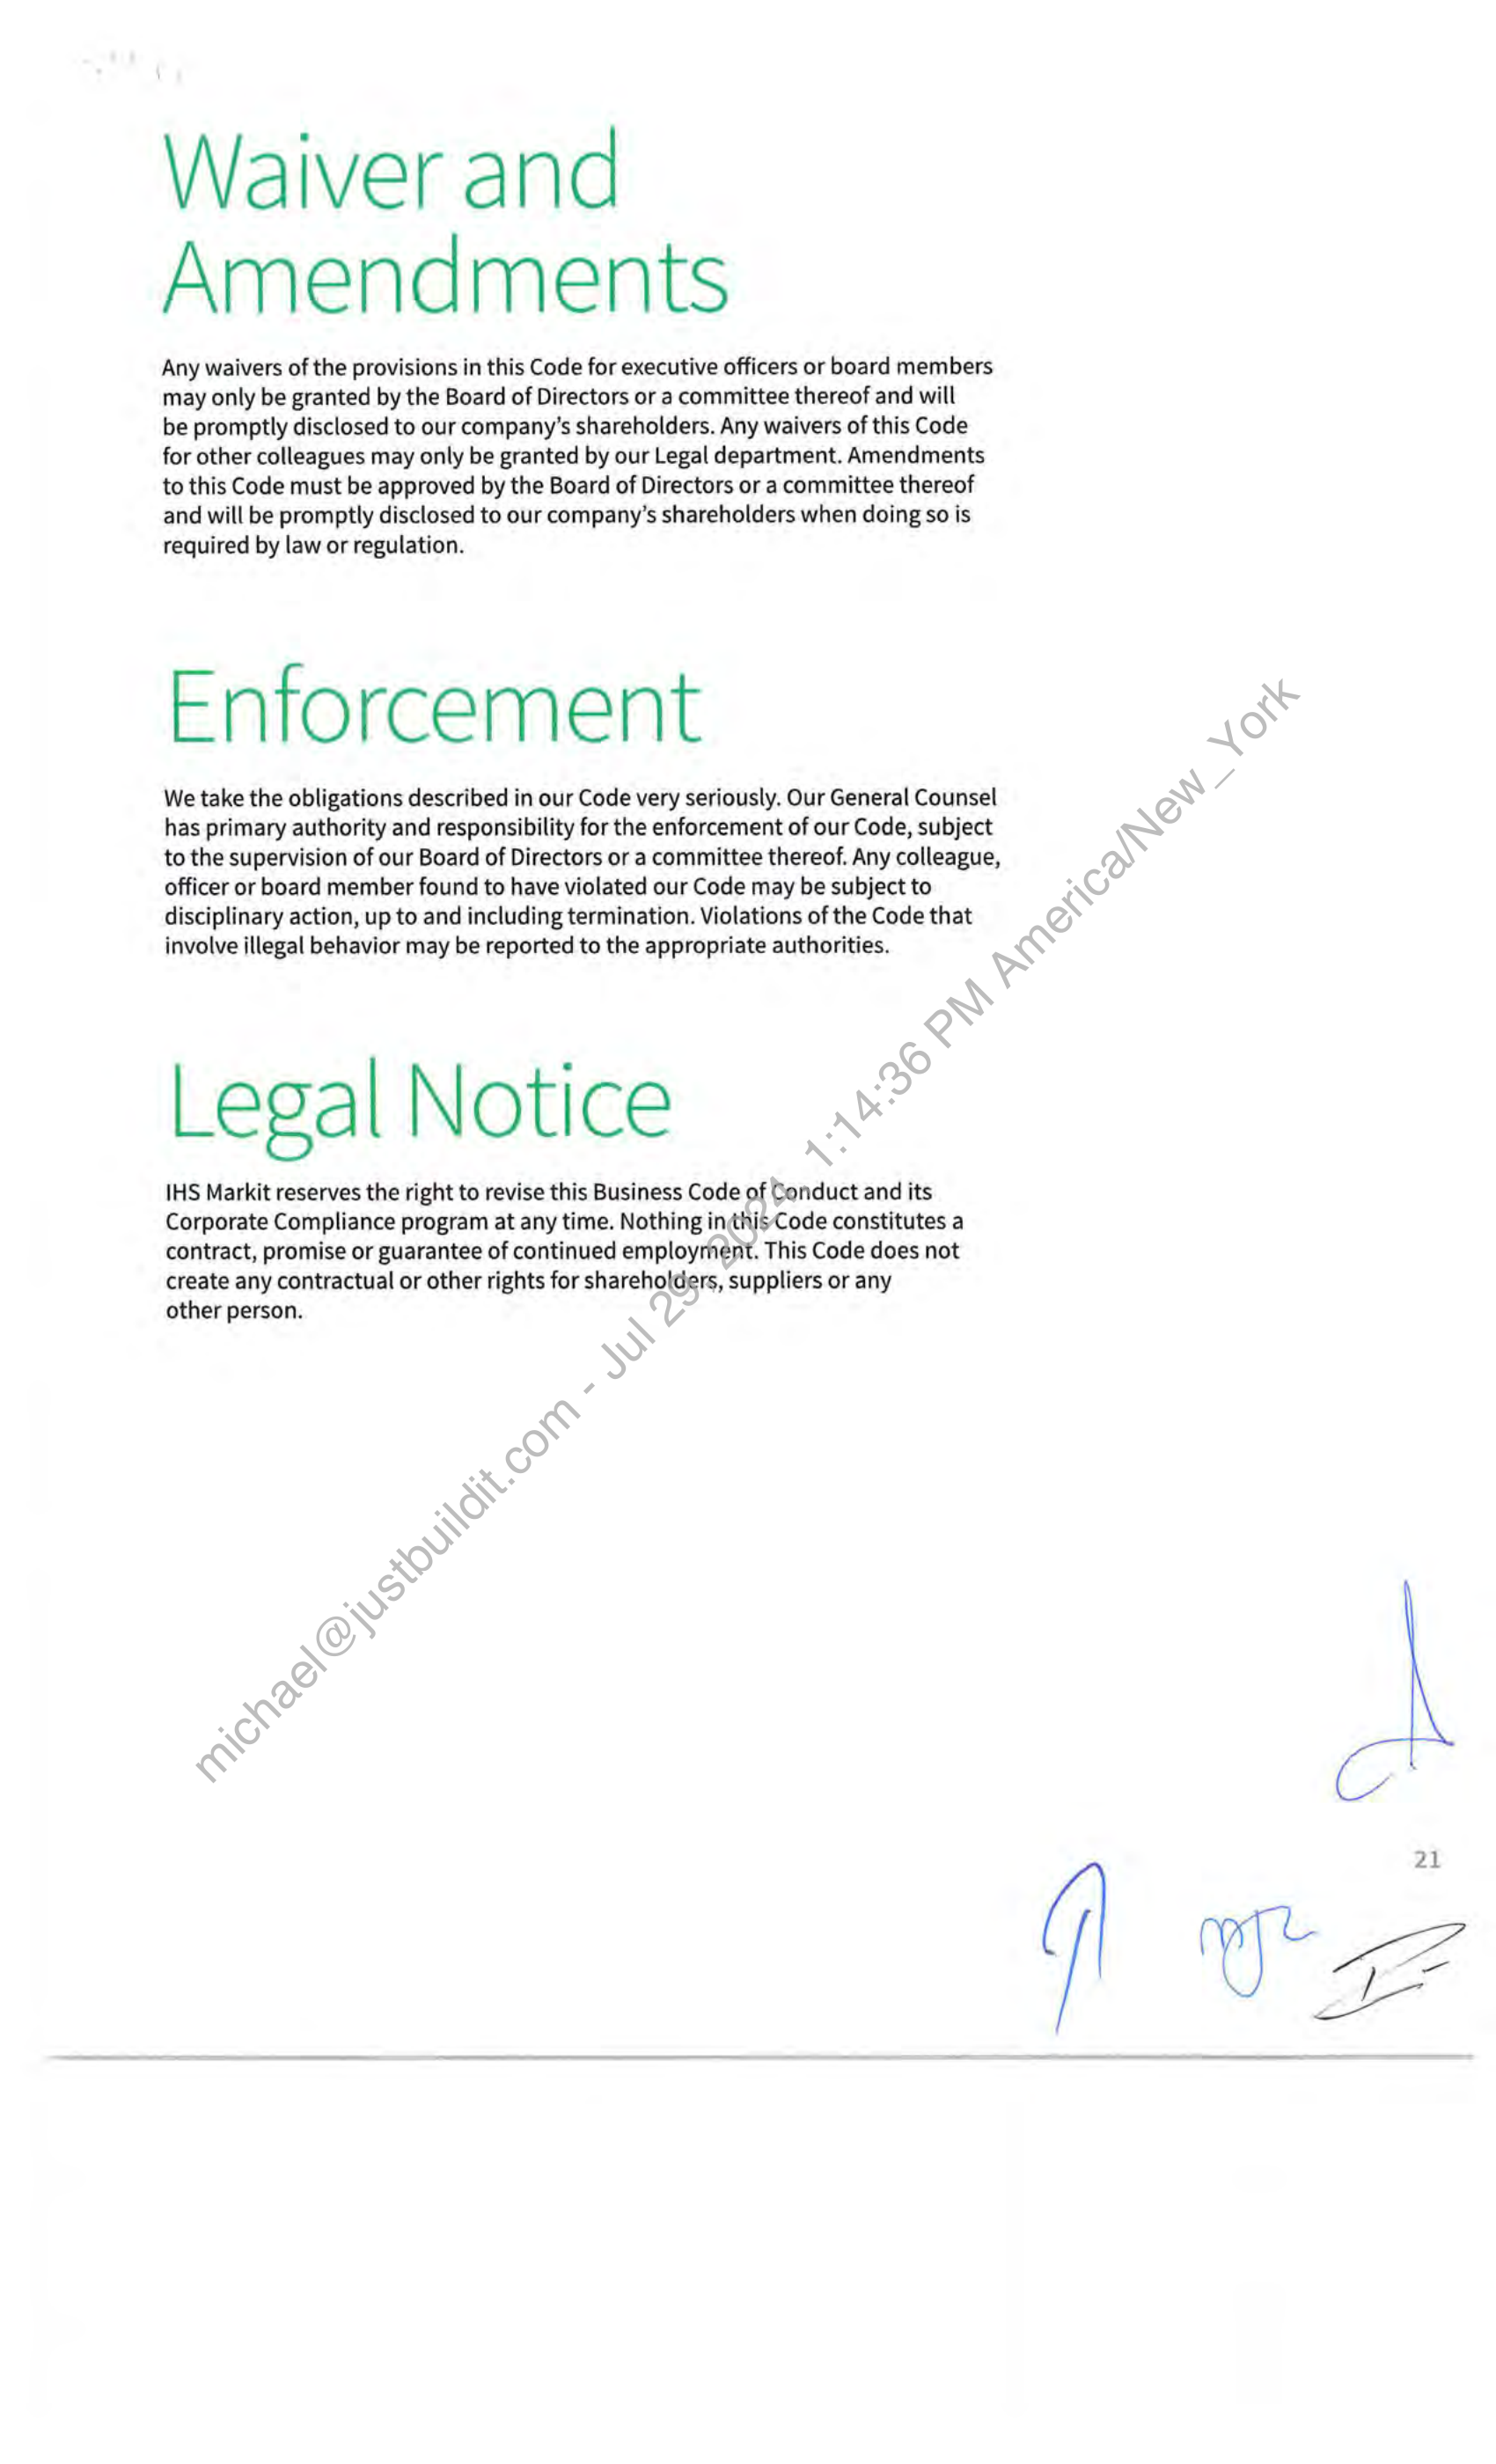 Waiver and
Amendments
Any waivers of the provisions in this Code for executive officers or board members
may only be granted by the Board of Directors or a committee thereof and will
be promptly disclosed to our company's shareholders. Any waivers of this Code
for other colleagues may only be granted by our Legal department. Amendments
to this Code must be approved by the Board of Directors or a committee thereof
and will be promptly disclosed to our company's shareholders when doing so is
required by law or regulation.
Enforcement
We take the obligations described in our Code very seriously. Our General Counsel
has primary authority and responsibility for the enforcement of our Code, subject
to the supervision of our Board of Directors or a committee thereof. Any colleague,
officer or board member found to have violated our Code may be subject to
disciplinary action, up to and including termination. Violations of the Code that
involve illegal behavior may be reported to the appropriate authorities.
Legal Notice
IHS Markit reserves the right to revise this Business Code of Conduct and its
Corporate Compliance program at any time. Nothing in this Code constitutes a
contract, promise or guarantee of continued employment. This Code does not
create any contractual or other rights for shareholders, suppliers or any
other person.
michael@justbuildit.com - Jul 29, 2024, 1:14:36 PM America/New_York
21